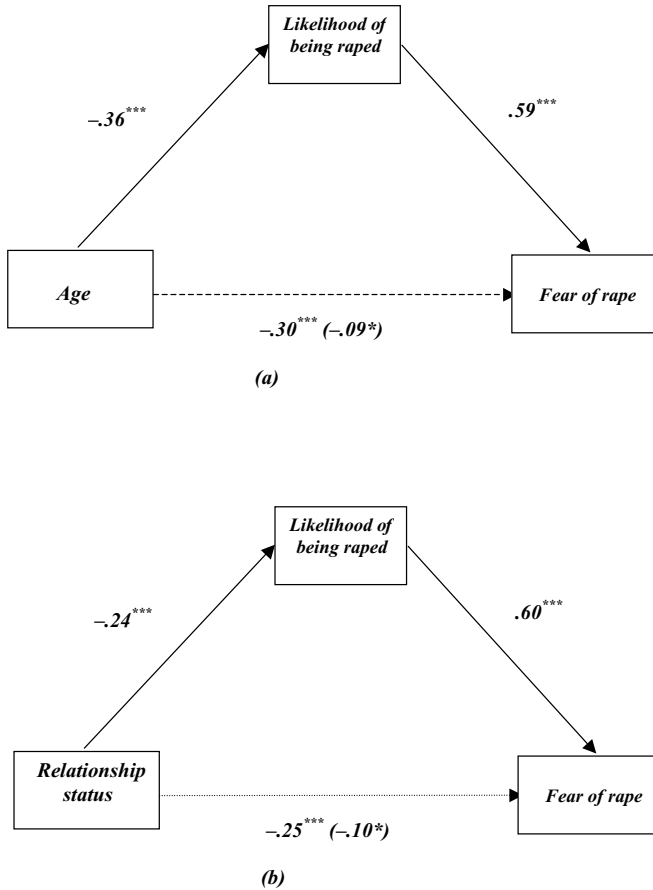 Likelihood of
being raped
–.36***
.59***
Age
Fear of rape
–.30*** (–.09*)
(a)
Likelihood of
being raped
–.24***
.60***
Relationship
status
Fear of rape
–.25*** (–.10*)
(b)